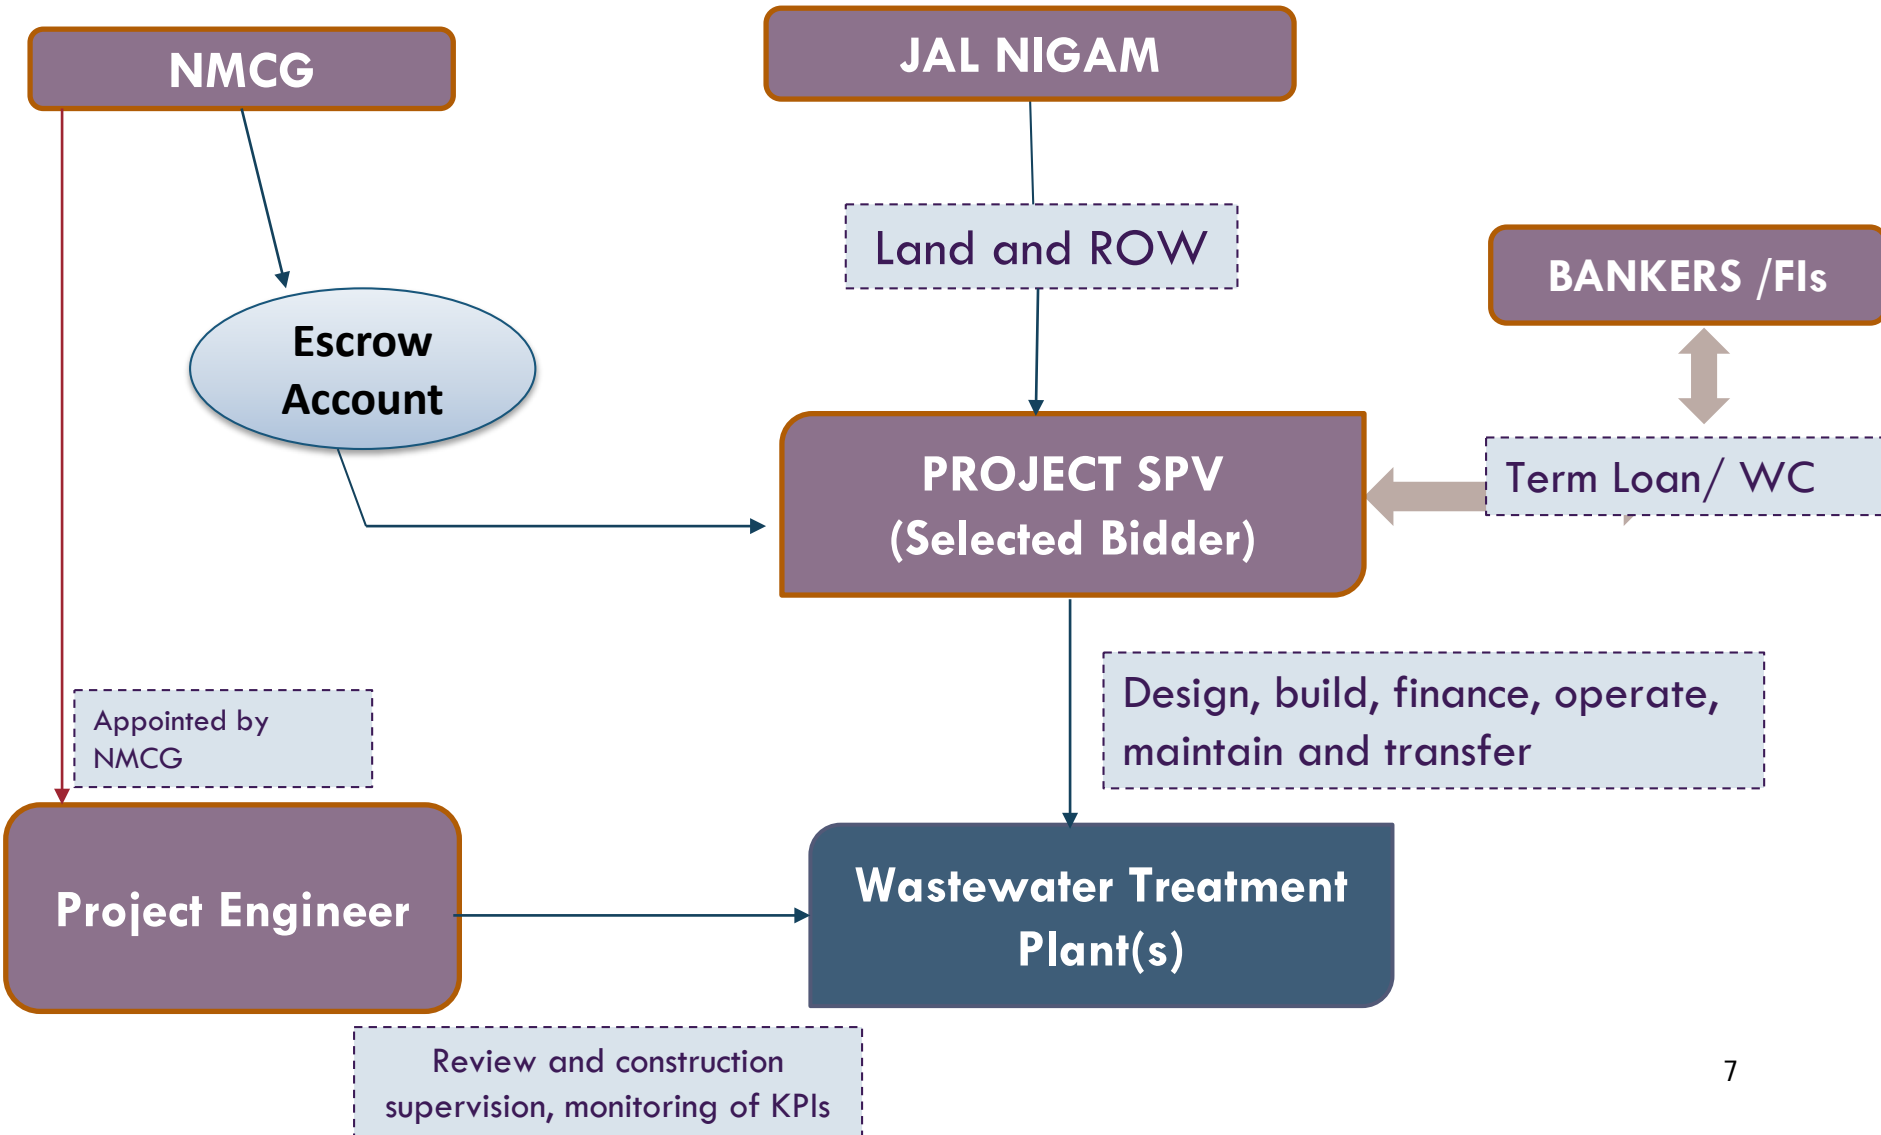 NMCG
JAL NIGAM
Land and ROW
BANKERS /FIs
Escrow
Account
Term Loan/ WC
PROJECT SPV
(Selected Bidder)
Design, build, finance, operate,
maintain and transfer
Appointed by
NMCG
Project Engineer
Wastewater Treatment
Plant(s)
Review and construction
supervision, monitoring of KPIs
7